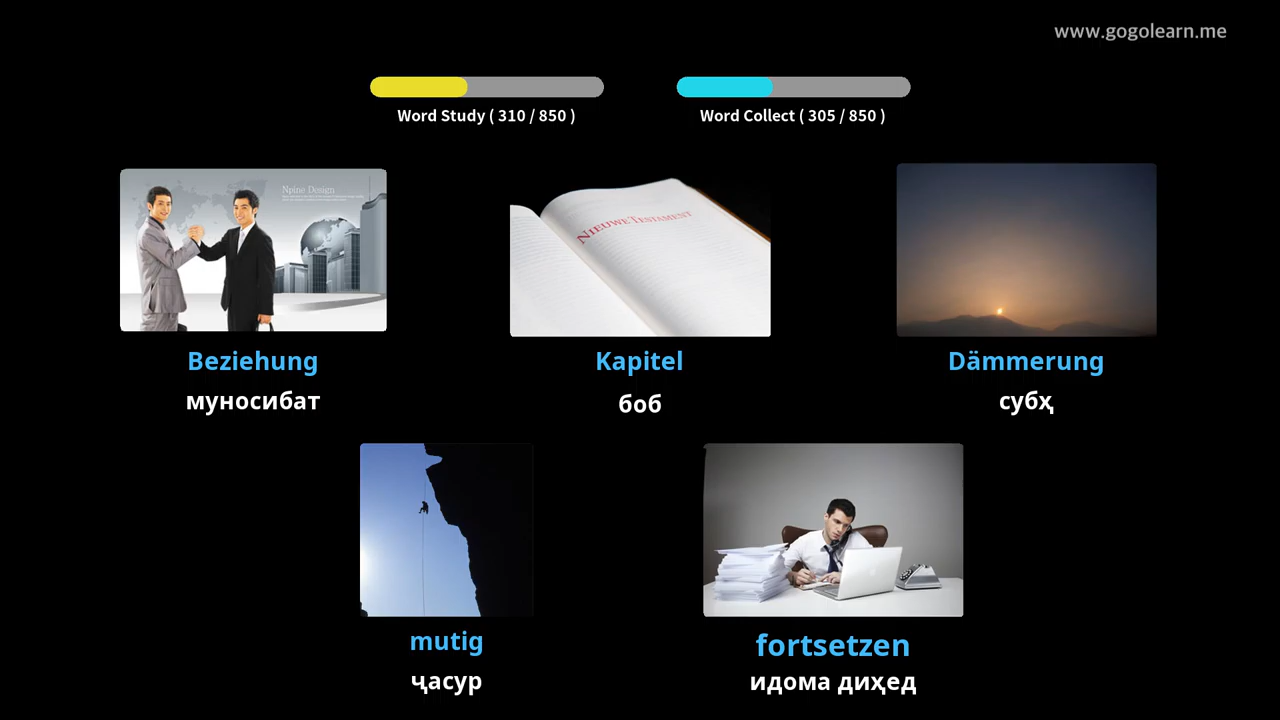 www.gogolearn.me
Word Study ( 310 / 850 )
Word Collect ( 305 / 850 )
Npine Design
NIEUWE TESTAMENT
Beziehung
Kapitel
Dämmerung
муносибат
боб
субҳ
mutig
fortsetzen
ҷасур
идома диҳед